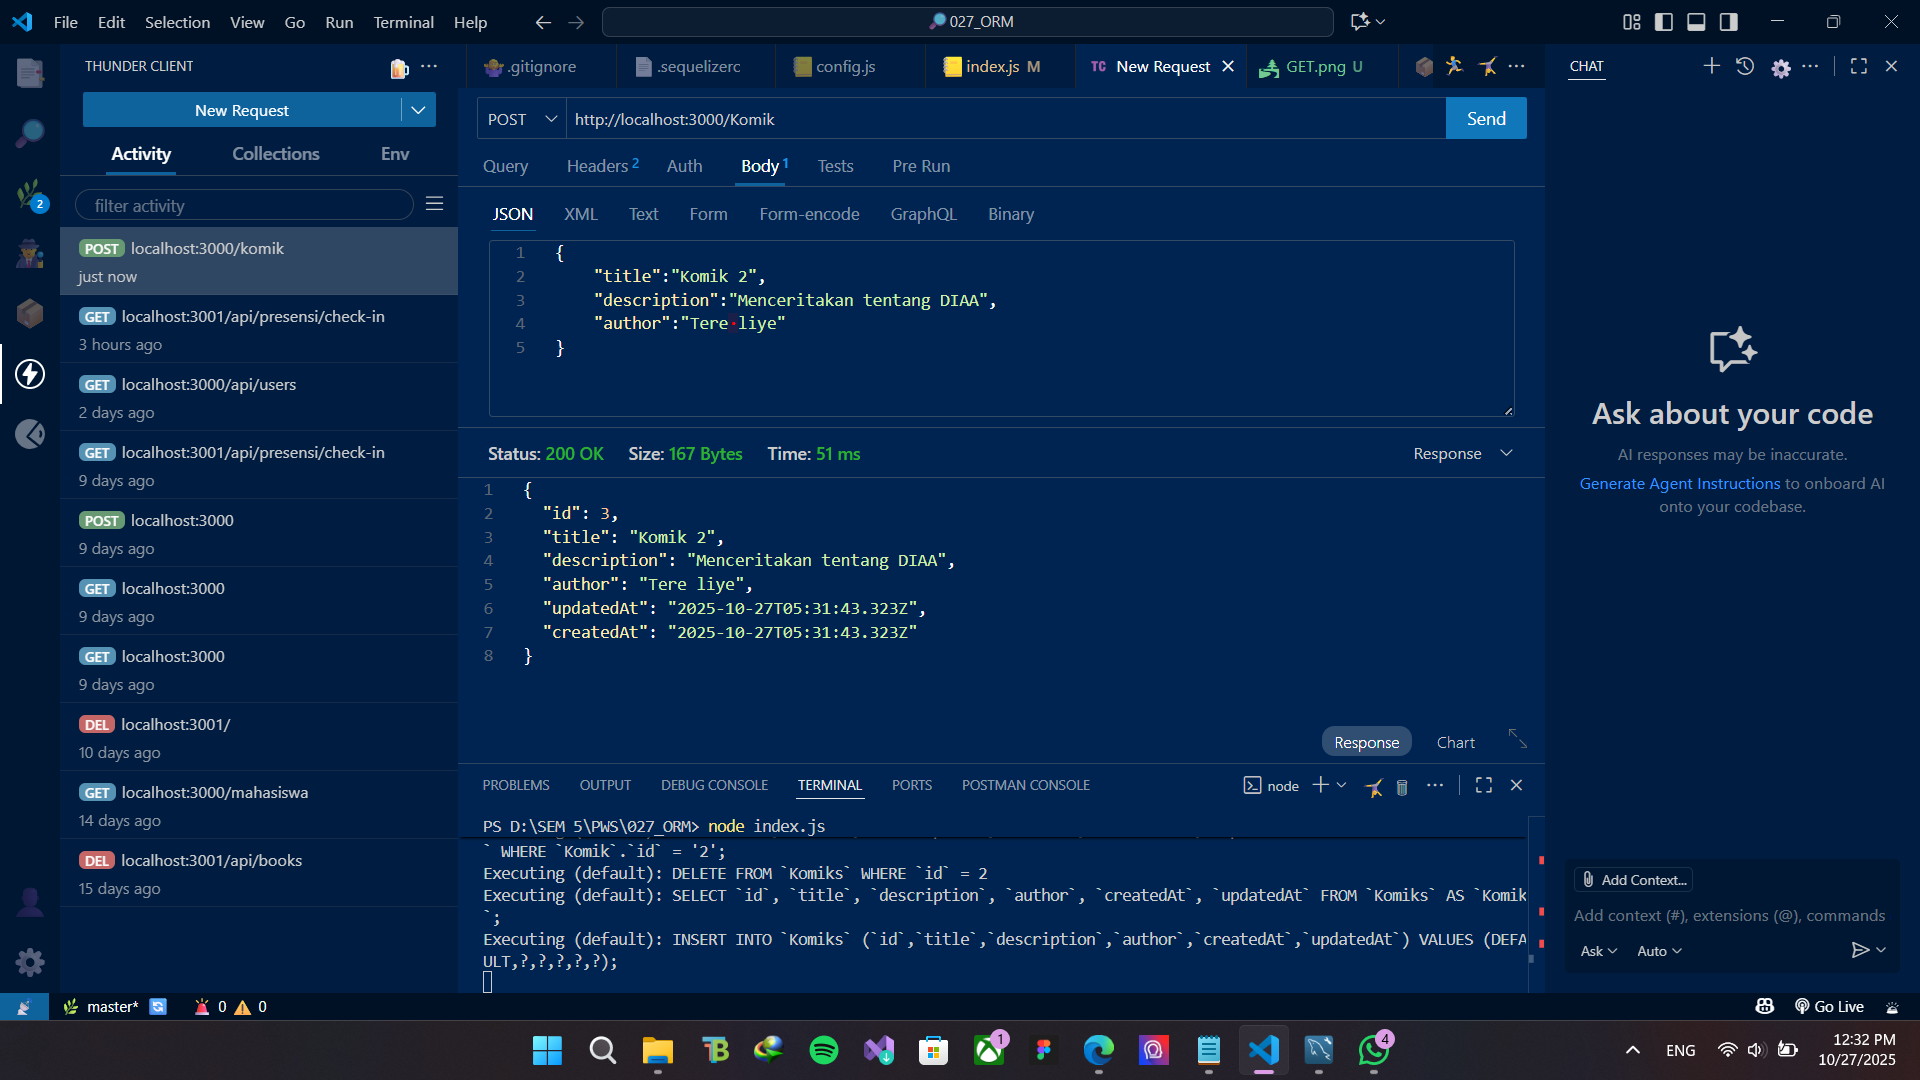 File Edit Selection View Go Run Terminal Help
027_ORM
THUNDER CLIENT
New Request
Activity Collections Env
filter activity
POST localhost:3000/komik
just now
GET localhost:3001/api/presensi/check-in
3 hours ago
GET localhost:3000/api/users
2 days ago
GET localhost:3001/api/presensi/check-in
9 days ago
POST localhost:3000
9 days ago
GET localhost:3000
9 days ago
GET localhost:3000
9 days ago
DEL localhost:3001/
10 days ago
GET localhost:3000/mahasiswa
14 days ago
DEL localhost:3001/api/books
15 days ago
.gitignore .sequelizerc config.js index.js M TC New Request GET.png U
POST http://localhost:3000/Komik Send
Query Headers 2 Auth Body 1 Tests Pre Run
JSON XML Text Form Form-encode GraphQL Binary
1 {
2 "title":"Komik 2",
3 "description":"Menceritakan tentang DIAA",
4 "author":"Tere·liye"
5 }
Status: 200 OK Size: 167 Bytes Time: 51 ms Response
1 {
2 "id": 3,
3 "title": "Komik 2",
4 "description": "Menceritakan tentang DIAA",
5 "author": "Tere liye",
6 "updatedAt": "2025-10-27T05:31:43.323Z",
7 "createdAt": "2025-10-27T05:31:43.323Z"
8 }
Response Chart
PROBLEMS OUTPUT DEBUG CONSOLE TERMINAL PORTS POSTMAN CONSOLE node
PS D:\SEM 5\PWS\027_ORM> node index.js
` WHERE `Komik`.`id` = '2';
Executing (default): DELETE FROM `Komiks` WHERE `id` = 2
Executing (default): SELECT `id`, `title`, `description`, `author`, `createdAt`, `updatedAt` FROM `Komiks` AS `Komik
`;
Executing (default): INSERT INTO `Komiks` (`id`,`title`,`description`,`author`,`createdAt`,`updatedAt`) VALUES (DEFA
ULT,?,?,?,?,?);
CHAT
Ask about your code
AI responses may be inaccurate.
Generate Agent Instructions to onboard AI
onto your codebase.
Add Context...
Add context (#), extensions (@), commands
Ask Auto
2
master* 0 0 Go Live
TB 1 4
ENG
12:32 PM
10/27/2025